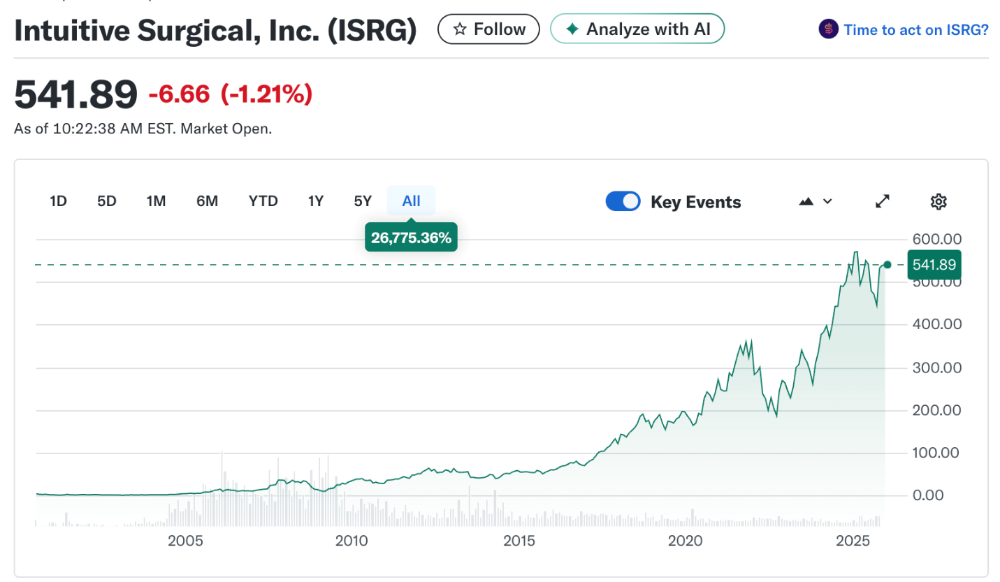 Intuitive Surgical, Inc. (ISRG) Follow Analyze with AI Time to act on ISRG?
541.89 -6.66 (-1.21%)
As of 10:22:38 AM EST. Market Open.
1D 5D 1M 6M YTD 1Y 5Y All Key Events
26,775.36%
600.00
541.89
500.00
400.00
300.00
200.00
100.00
0.00
2005 2010 2015 2020 2025